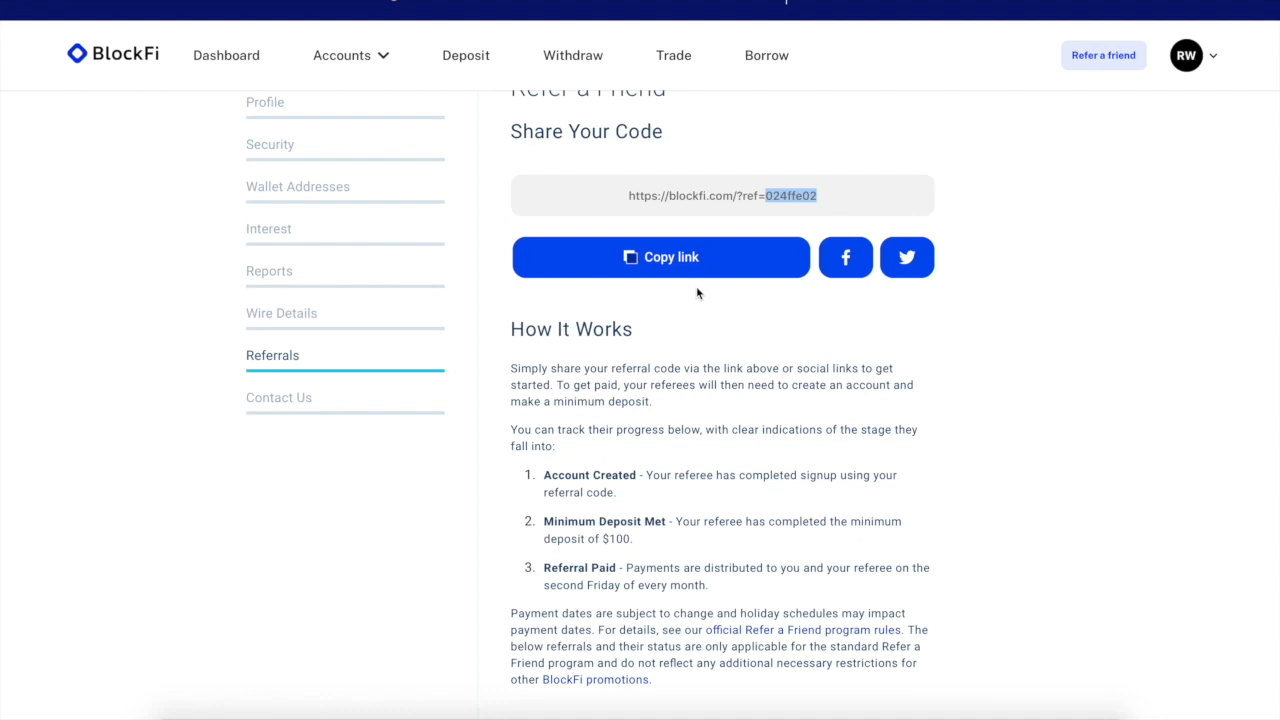 BlockFi
Dashboard
Accounts
Deposit
Withdraw
Trade
Borrow
Refer a friend
RW
Profile
Security
Wallet Addresses
Interest
Reports
Wire Details
Referrals
Contact Us
Refer a Friend
Share Your Code
https://blockfi.com/?ref=024ffe02
Copy link
How It Works
Simply share your referral code via the link above or social links to get
started. To get paid, your referees will then need to create an account and
make a minimum deposit.
You can track their progress below, with clear indications of the stage they
fall into:
1. Account Created - Your referee has completed signup using your
referral code.
2. Minimum Deposit Met - Your referee has completed the minimum
deposit of $100.
3. Referral Paid - Payments are distributed to you and your referee on the
second Friday of every month.
Payment dates are subject to change and holiday schedules may impact
payment dates. For details, see our official Refer a Friend program rules. The
below referrals and their status are only applicable for the standard Refer a
Friend program and do not reflect any additional necessary restrictions for
other BlockFi promotions.